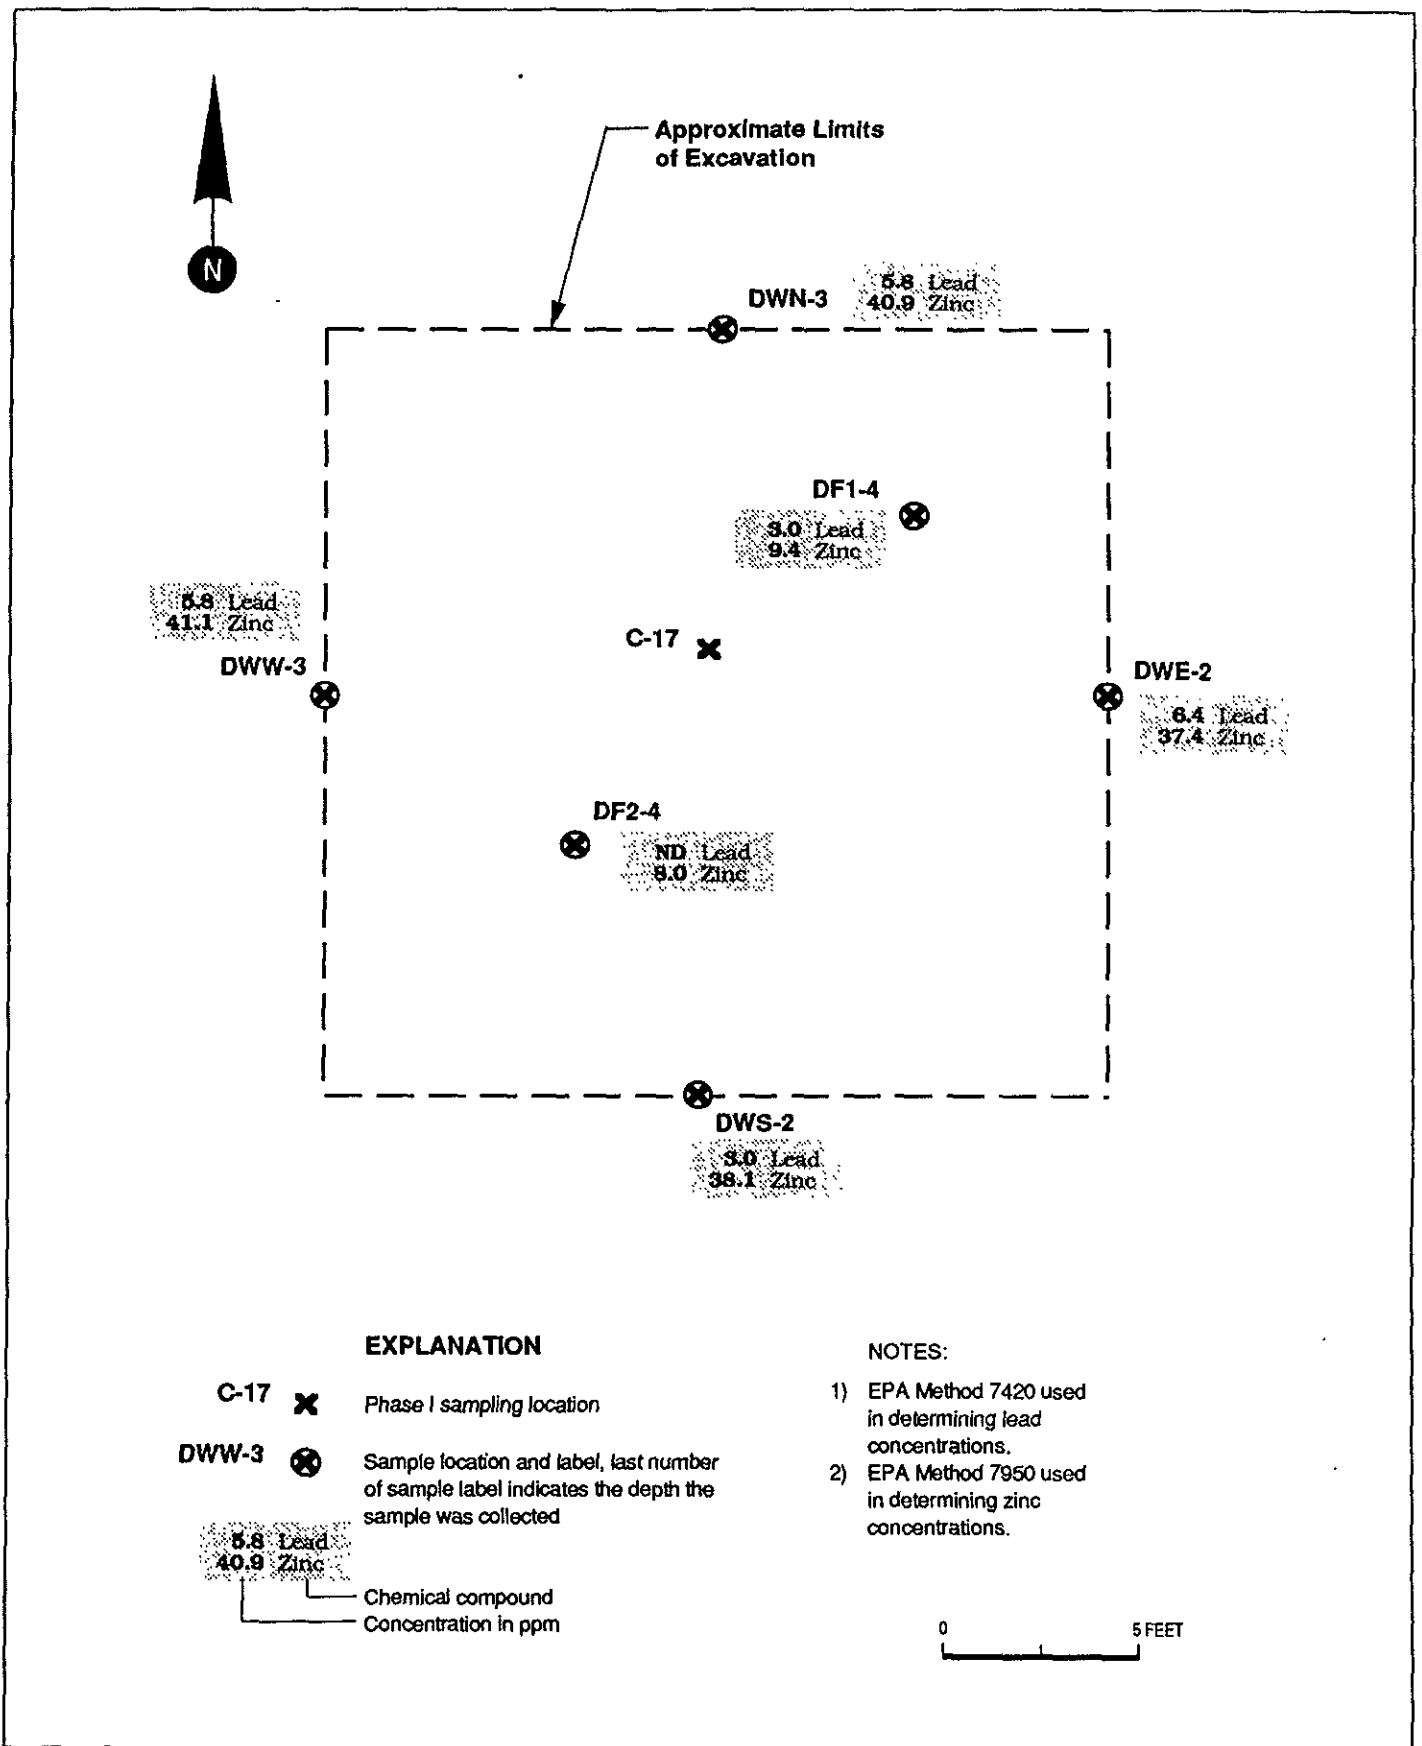 Approximate Limits
of Excavation
N
DWN-3
5.8 Lead
40.9 Zinc
DF1-4
3.0 Lead
9.4 Zinc
5.8 Lead
41.1 Zinc
DWW-3
C-17
DWE-2
6.4 Lead
37.4 Zinc
DF2-4
ND Lead
8.0 Zinc
DWS-2
3.0 Lead
38.1 Zinc
EXPLANATION
C-17
Phase I sampling location
DWW-3
Sample location and label, last number
of sample label indicates the depth the
sample was collected
5.8 Lead
40.9 Zinc
Chemical compound
Concentration in ppm
NOTES:
1) EPA Method 7420 used
in determining lead
concentrations.
2) EPA Method 7950 used
in determining zinc
concentrations.
0 5 FEET